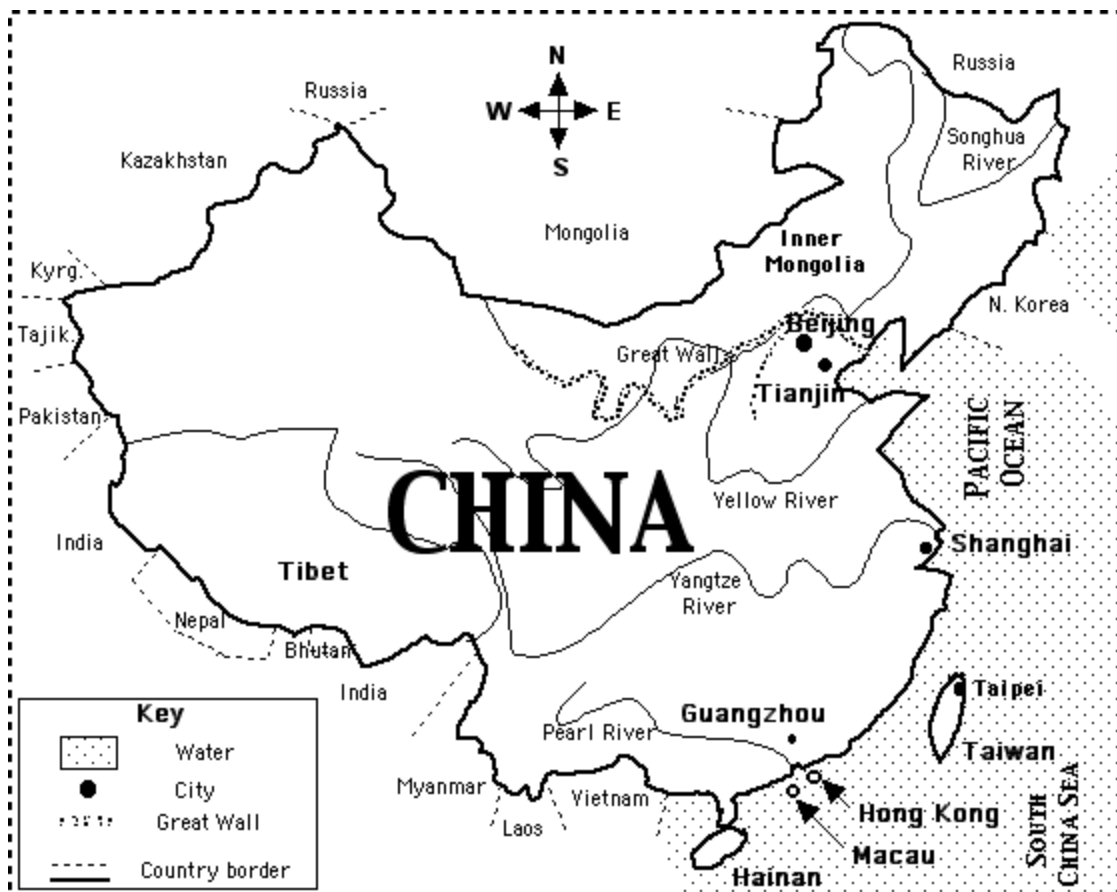 Russia
N
W E
S
Russia
Kazakhstan
Songhua
River
Mongolia
Inner
Mongolia
Kyrg.
N. Korea
Tajik.
Beijing
Great Wall
Tianjin
Pakistan
PACIFIC
OCEAN
CHINA
Yellow River
India
Shanghai
Tibet
Yangtze
River
Nepal
Bhutan
India
Taipei
Guangzhou
Pearl River
Taiwan
Myanmar
Vietnam
Laos
Hong Kong
Macau
Hainan
SOUTH
CHINA SEA
Key
Water
City
Great Wall
Country border